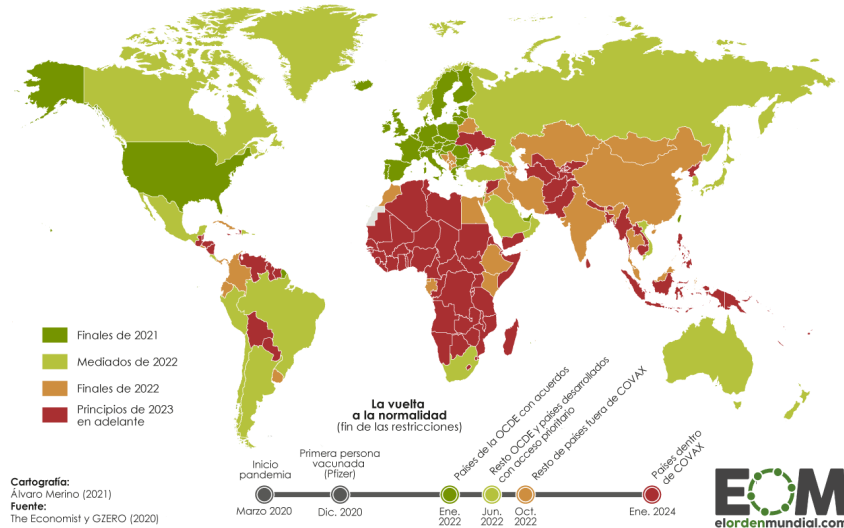 Finales de 2021
Mediados de 2022
Finales de 2022
Principios de 2023
en adelante
La vuelta
a la normalidad
(fin de las restricciones)
Inicio
pandemia
Marzo 2020
Primera persona
vacunada
(Pfizer)
Dic. 2020
Países de la OCDE con acuerdos
Ene.
2022
Resto OCDE y países desarrollados
con acceso prioritario
Jun.
2022
Resto de países fuera de COVAX
Oct.
2022
Países dentro
de COVAX
Ene. 2024
Cartografía:
Álvaro Merino (2021)
Fuente:
The Economist y GZERO (2020)
EOM
elordenmundial.com